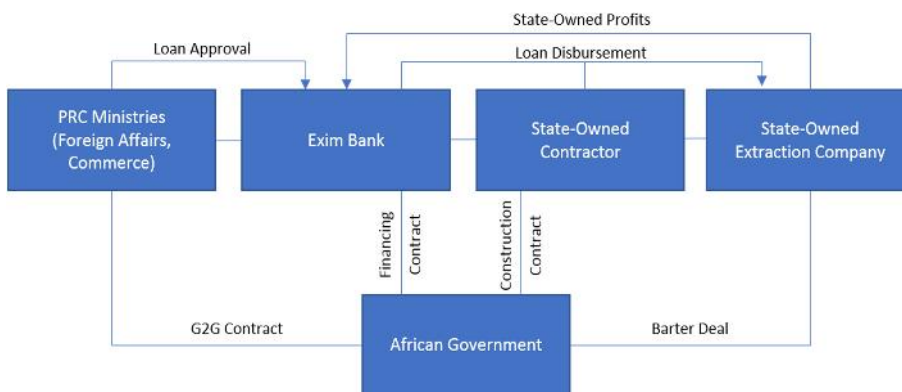 State-Owned Profits
Loan Approval
Loan Disbursement
PRC Ministries
(Foreign Affairs,
Commerce)
Exim Bank
State-Owned
Contractor
State-Owned
Extraction Company
Financing
Contract
Construction
Contract
G2G Contract
African Government
Barter Deal